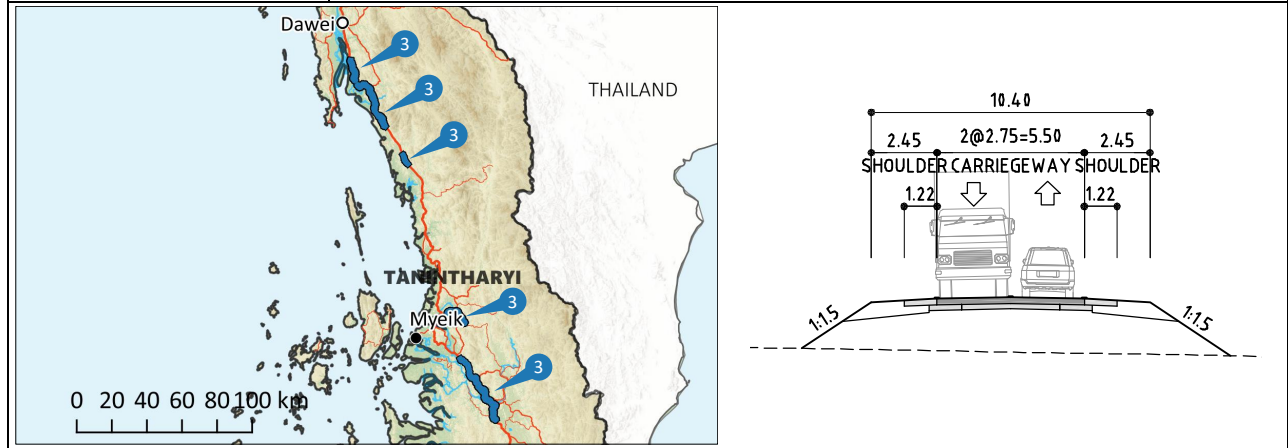 Dawei
3
3
3
THAILAND
TANINTHARYI
3
Myeik
3
0 20 40 60 80 100 km
10.40
2.45 2@2.75=5.50 2.45
SHOULDER CARRIEGEWAY SHOULDER
1.22 1.22
1:1.5 1:1.5